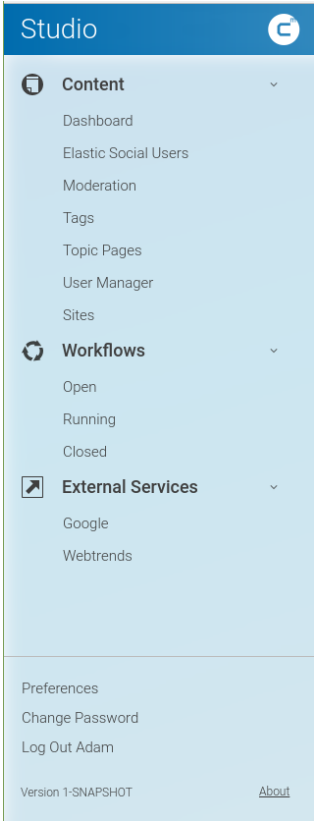 Studio
Content
Dashboard
Elastic Social Users
Moderation
Tags
Topic Pages
User Manager
Sites
Workflows
Open
Running
Closed
External Services
Google
Webtrends
Preferences
Change Password
Log Out Adam
Version 1-SNAPSHOT About